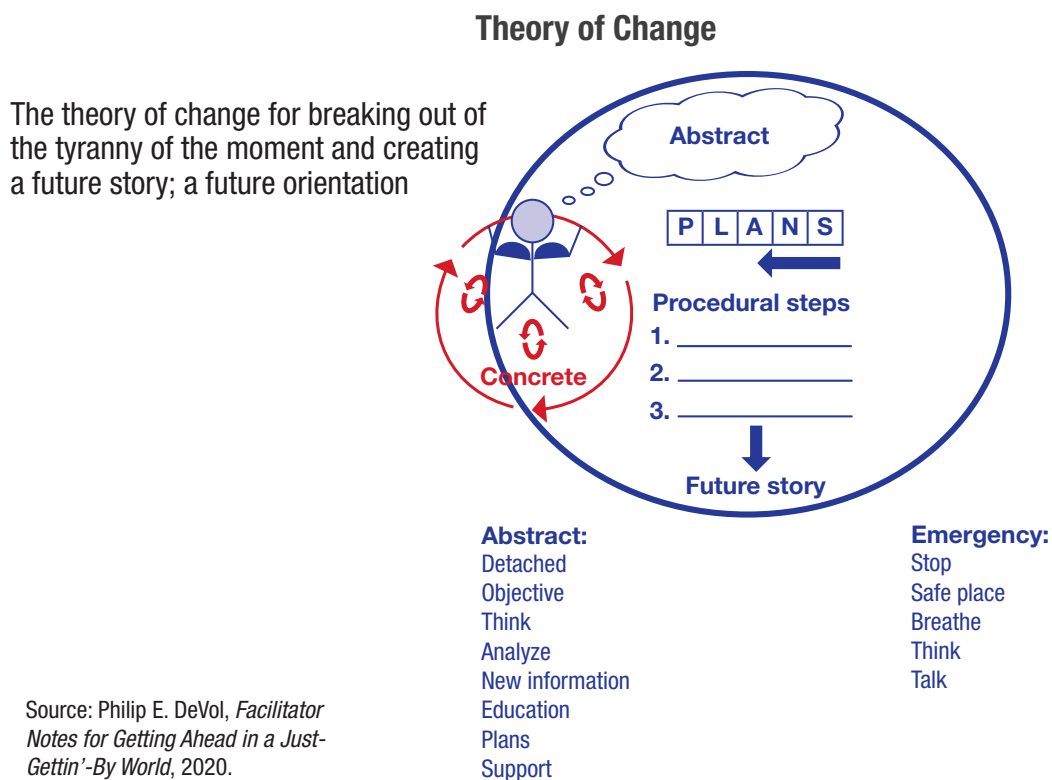 Theory of Change
The theory of change for breaking out of
the tyranny of the moment and creating
a future story; a future orientation
Abstract
P L A N S
Procedural steps
1. ____________
2. ____________
3. ____________
Concrete
Future story
Abstract:
Detached
Objective
Think
Analyze
New information
Education
Plans
Support
Emergency:
Stop
Safe place
Breathe
Think
Talk
Source: Philip E. DeVol, Facilitator
Notes for Getting Ahead in a Just-
Gettin’-By World, 2020.